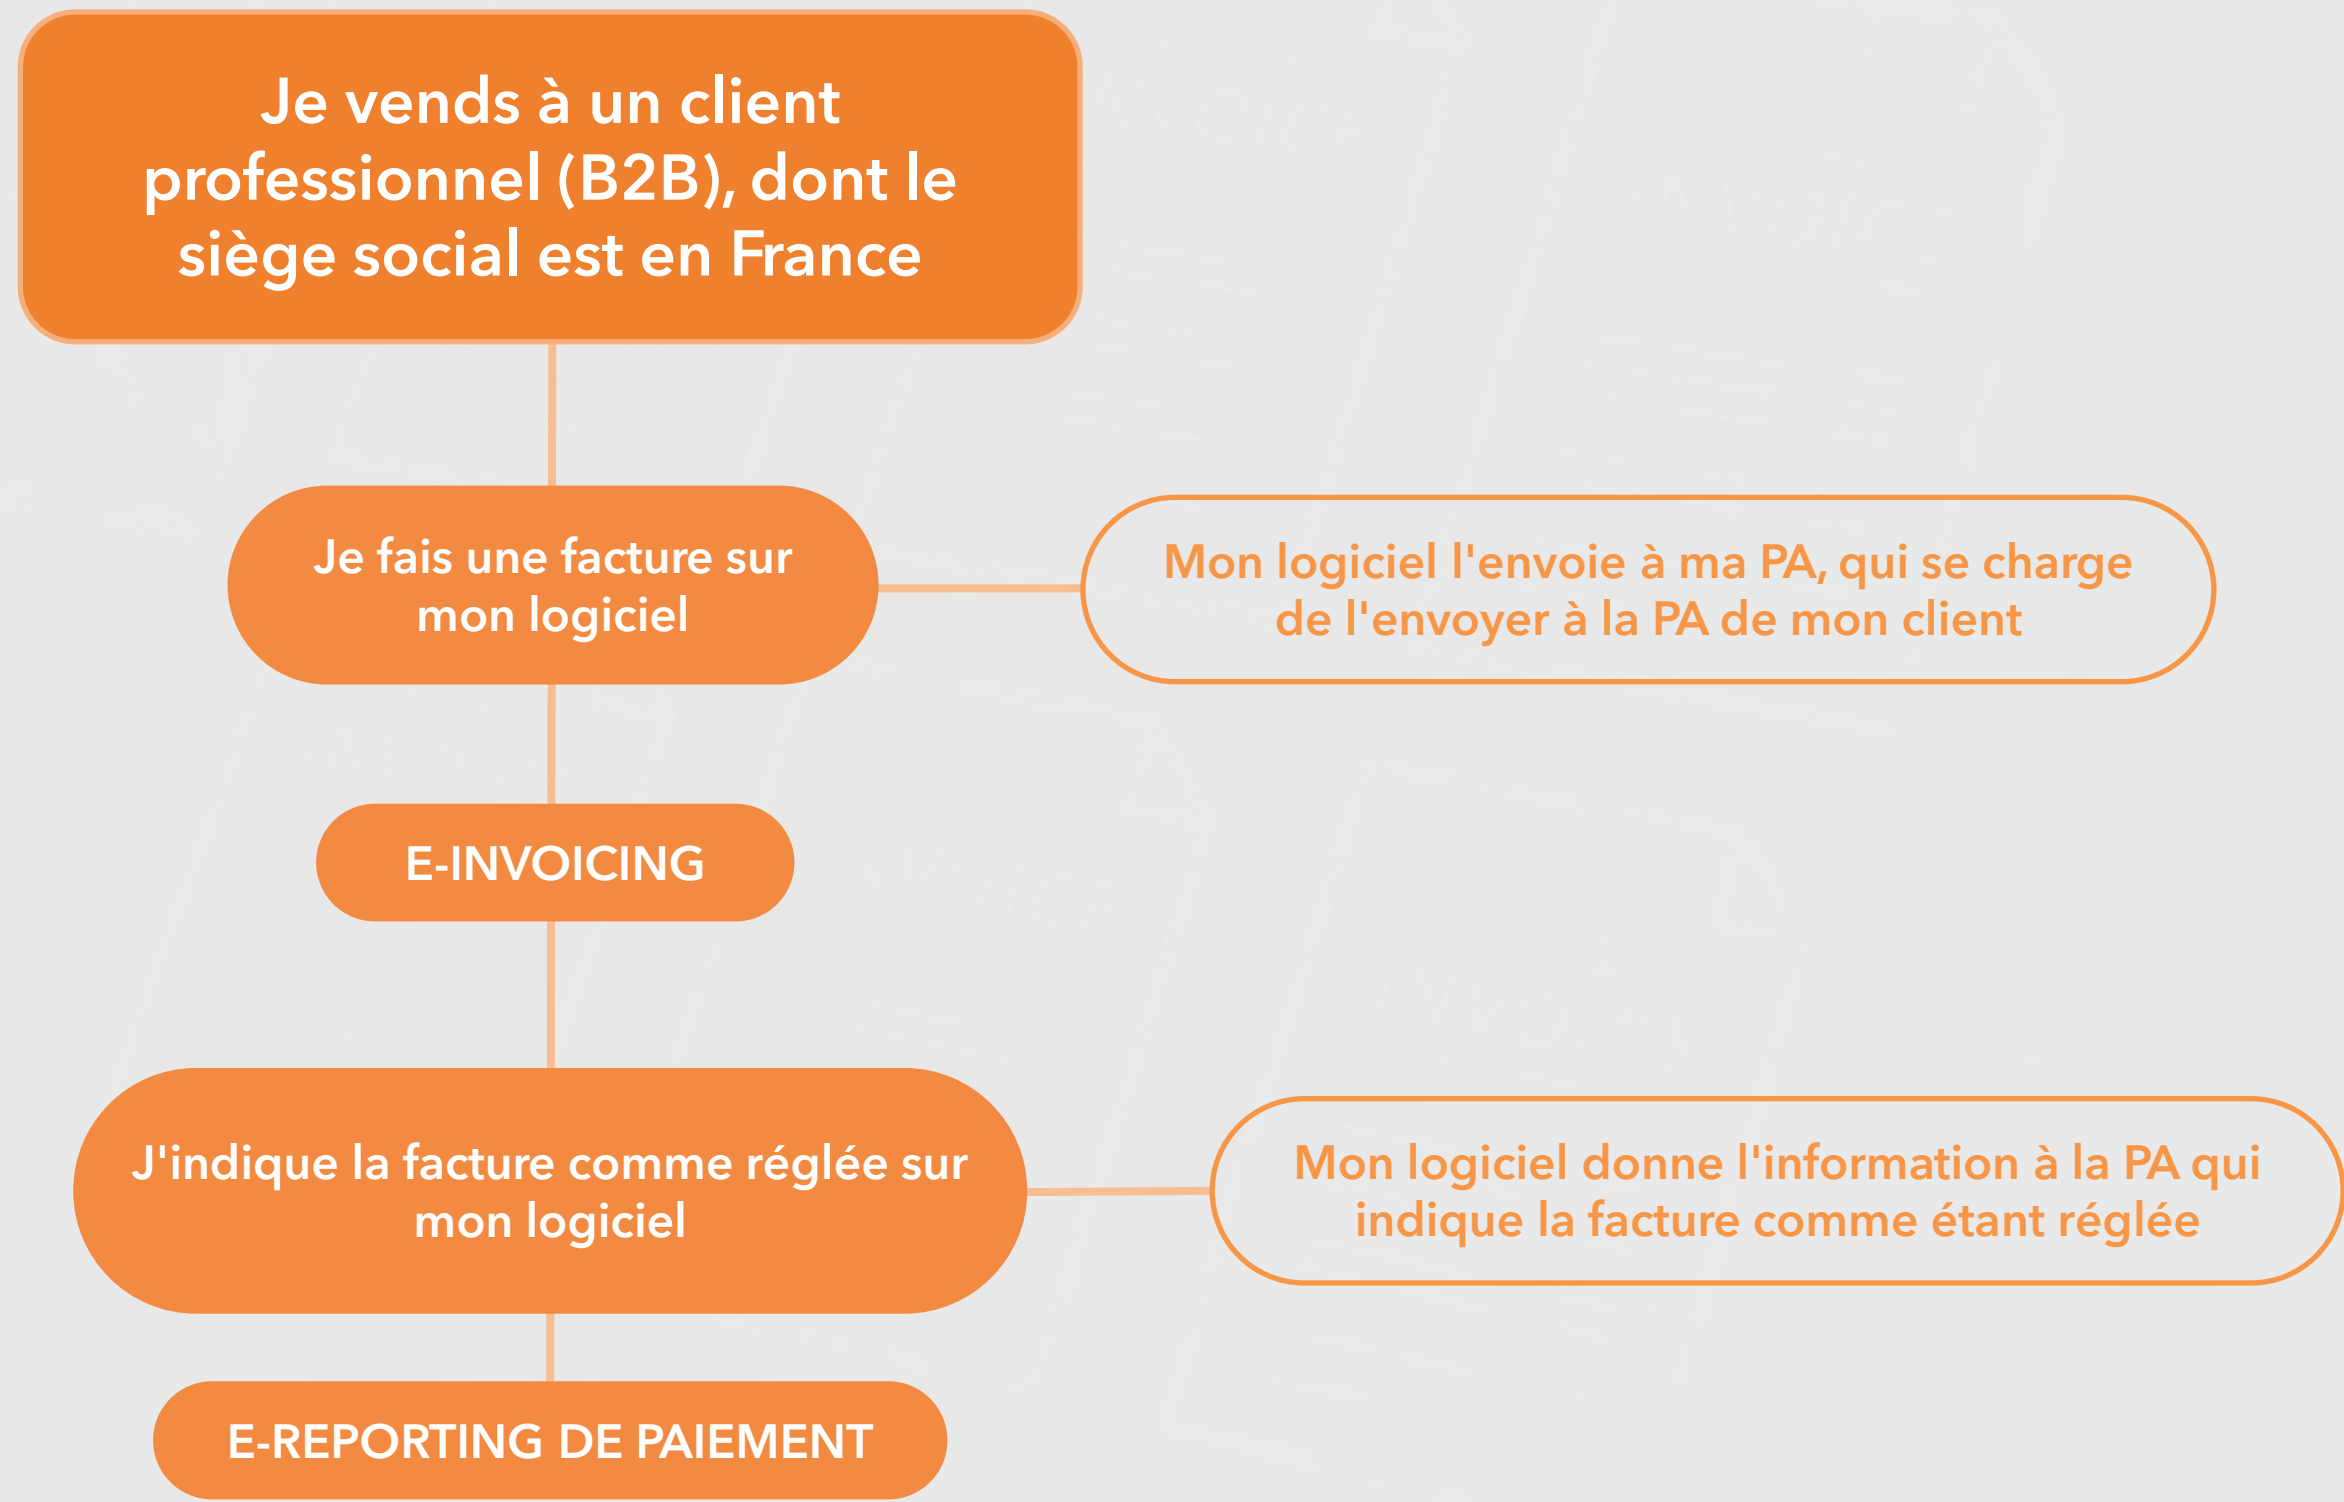 Je vends à un client
professionnel (B2B), dont le
siège social est en France
Je fais une facture sur
mon logiciel
Mon logiciel l'envoie à ma PA, qui se charge
de l'envoyer à la PA de mon client
E-INVOICING
J'indique la facture comme réglée sur
mon logiciel
Mon logiciel donne l'information à la PA qui
indique la facture comme étant réglée
E-REPORTING DE PAIEMENT